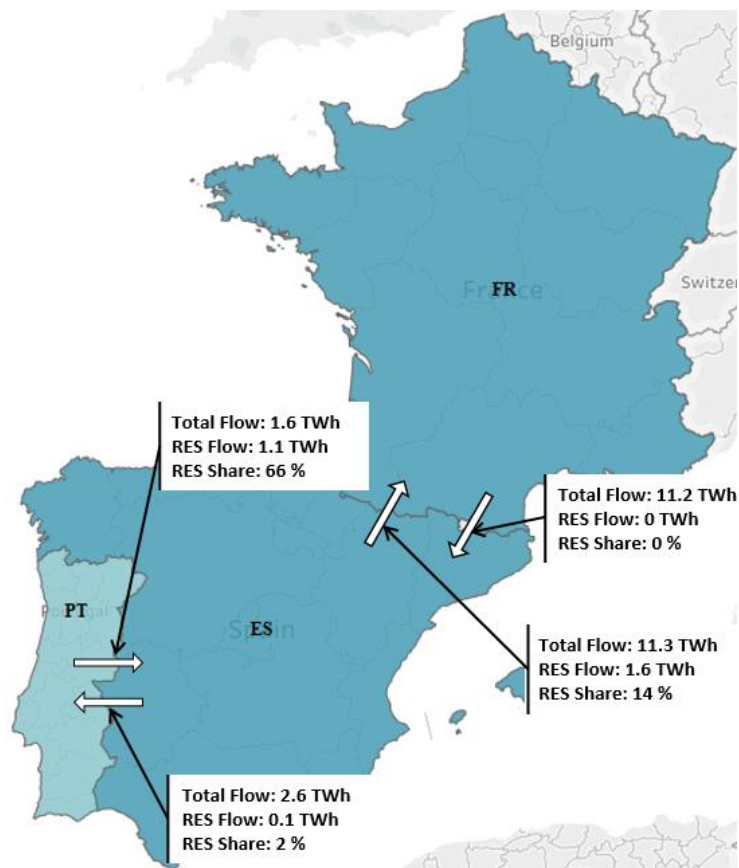 Belgium
France
FR
Switzer
Total Flow: 1.6 TWh
RES Flow: 1.1 TWh
RES Share: 66 %
Total Flow: 11.2 TWh
RES Flow: 0 TWh
RES Share: 0 %
Portugal
PT
Spain
ES
Total Flow: 11.3 TWh
RES Flow: 1.6 TWh
RES Share: 14 %
Total Flow: 2.6 TWh
RES Flow: 0.1 TWh
RES Share: 2 %